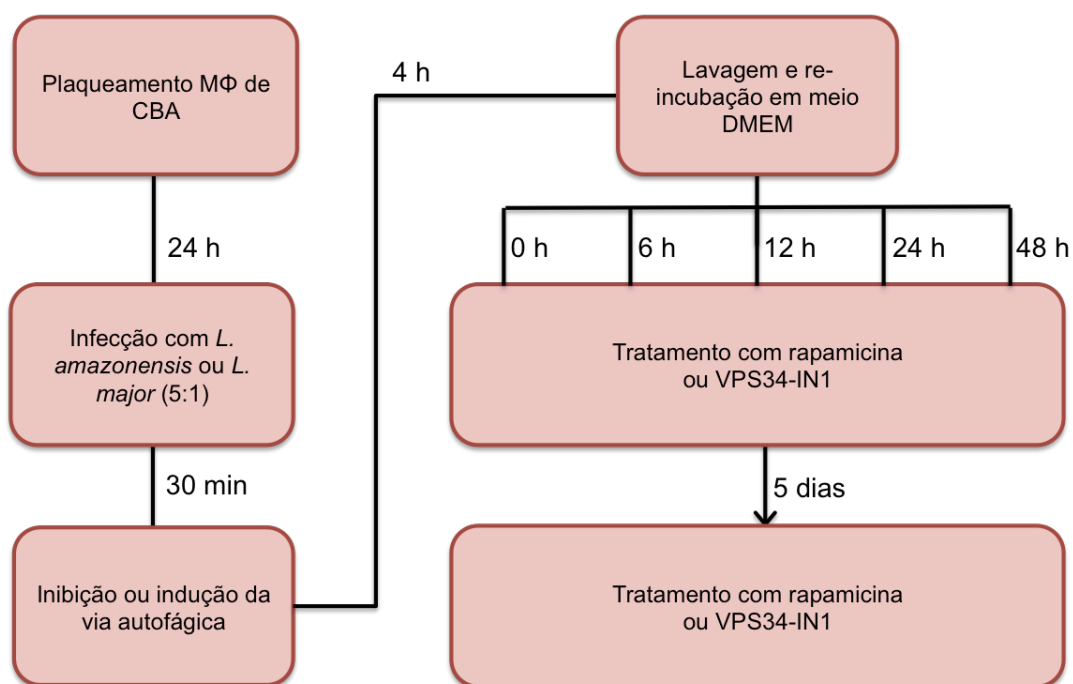 Plaqueamento MΦ de
CBA
24 h
Infecção com L.
amazonensis ou L.
major (5:1)
30 min
Inibição ou indução da
via autofágica
4 h
Lavagem e re-
incubação em meio
DMEM
0 h
6 h
12 h
24 h
48 h
Tratamento com rapamicina
ou VPS34-IN1
5 dias
Tratamento com rapamicina
ou VPS34-IN1